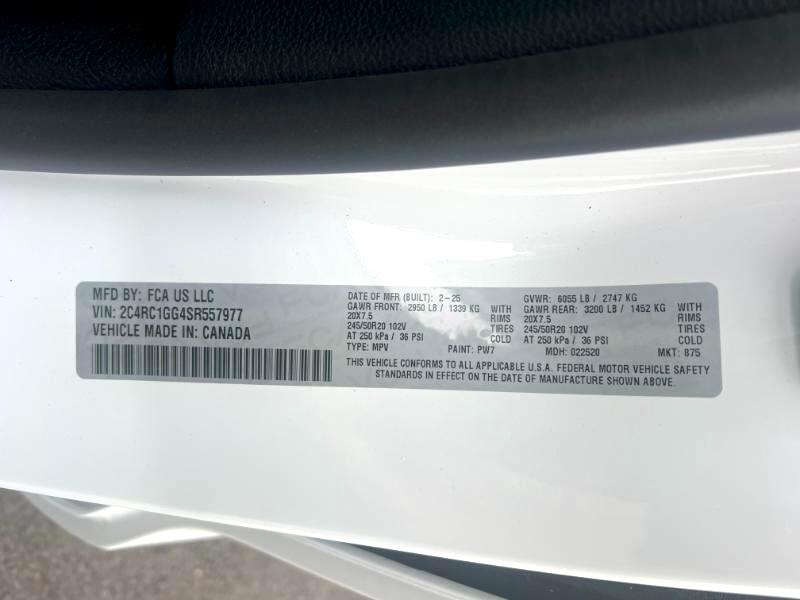 MFD BY: FCA US LLC
VIN: 2C4RC1GG4SR557977
VEHICLE MADE IN: CANADA
DATE OF MFR (BUILT): 2-25 GVWR: 6055 LB / 2747 KG
GAWR FRONT: 2950 LB / 1339 KG WITH GAWR REAR: 3200 LB / 1452 KG WITH
20X7.5 RIMS 20X7.5 RIMS
245/50R20 102V TIRES 245/50R20 102V TIRES
AT 250 kPa / 36 PSI COLD AT 250 kPa / 36 PSI COLD
TYPE: MPV PAINT: PW7 MDH: 022520 MKT: 875
THIS VEHICLE CONFORMS TO ALL APPLICABLE U.S.A. FEDERAL MOTOR VEHICLE SAFETY
STANDARDS IN EFFECT ON THE DATE OF MANUFACTURE SHOWN ABOVE.